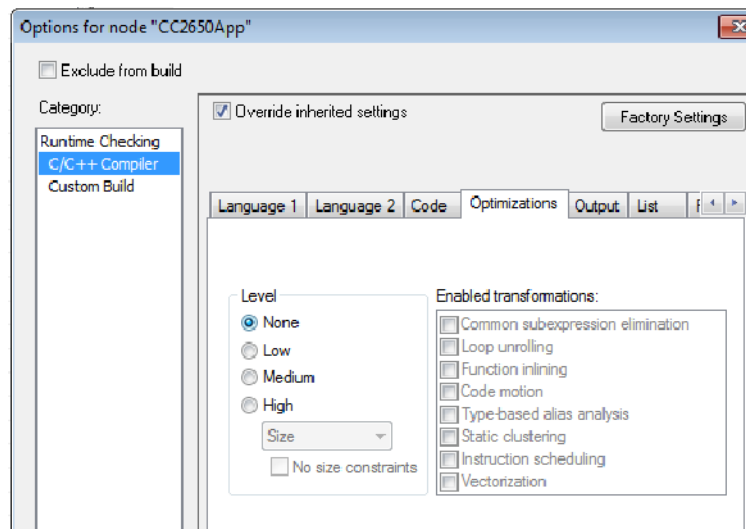 Options for node "CC2650App"
Exclude from build
Category:
Runtime Checking
C/C++ Compiler
Custom Build
Override inherited settings
Factory Settings
Language 1 Language 2 Code Optimizations Output List
Level
None
Low
Medium
High
Size
No size constraints
Enabled transformations:
Common subexpression elimination
Loop unrolling
Function inlining
Code motion
Type-based alias analysis
Static clustering
Instruction scheduling
Vectorization